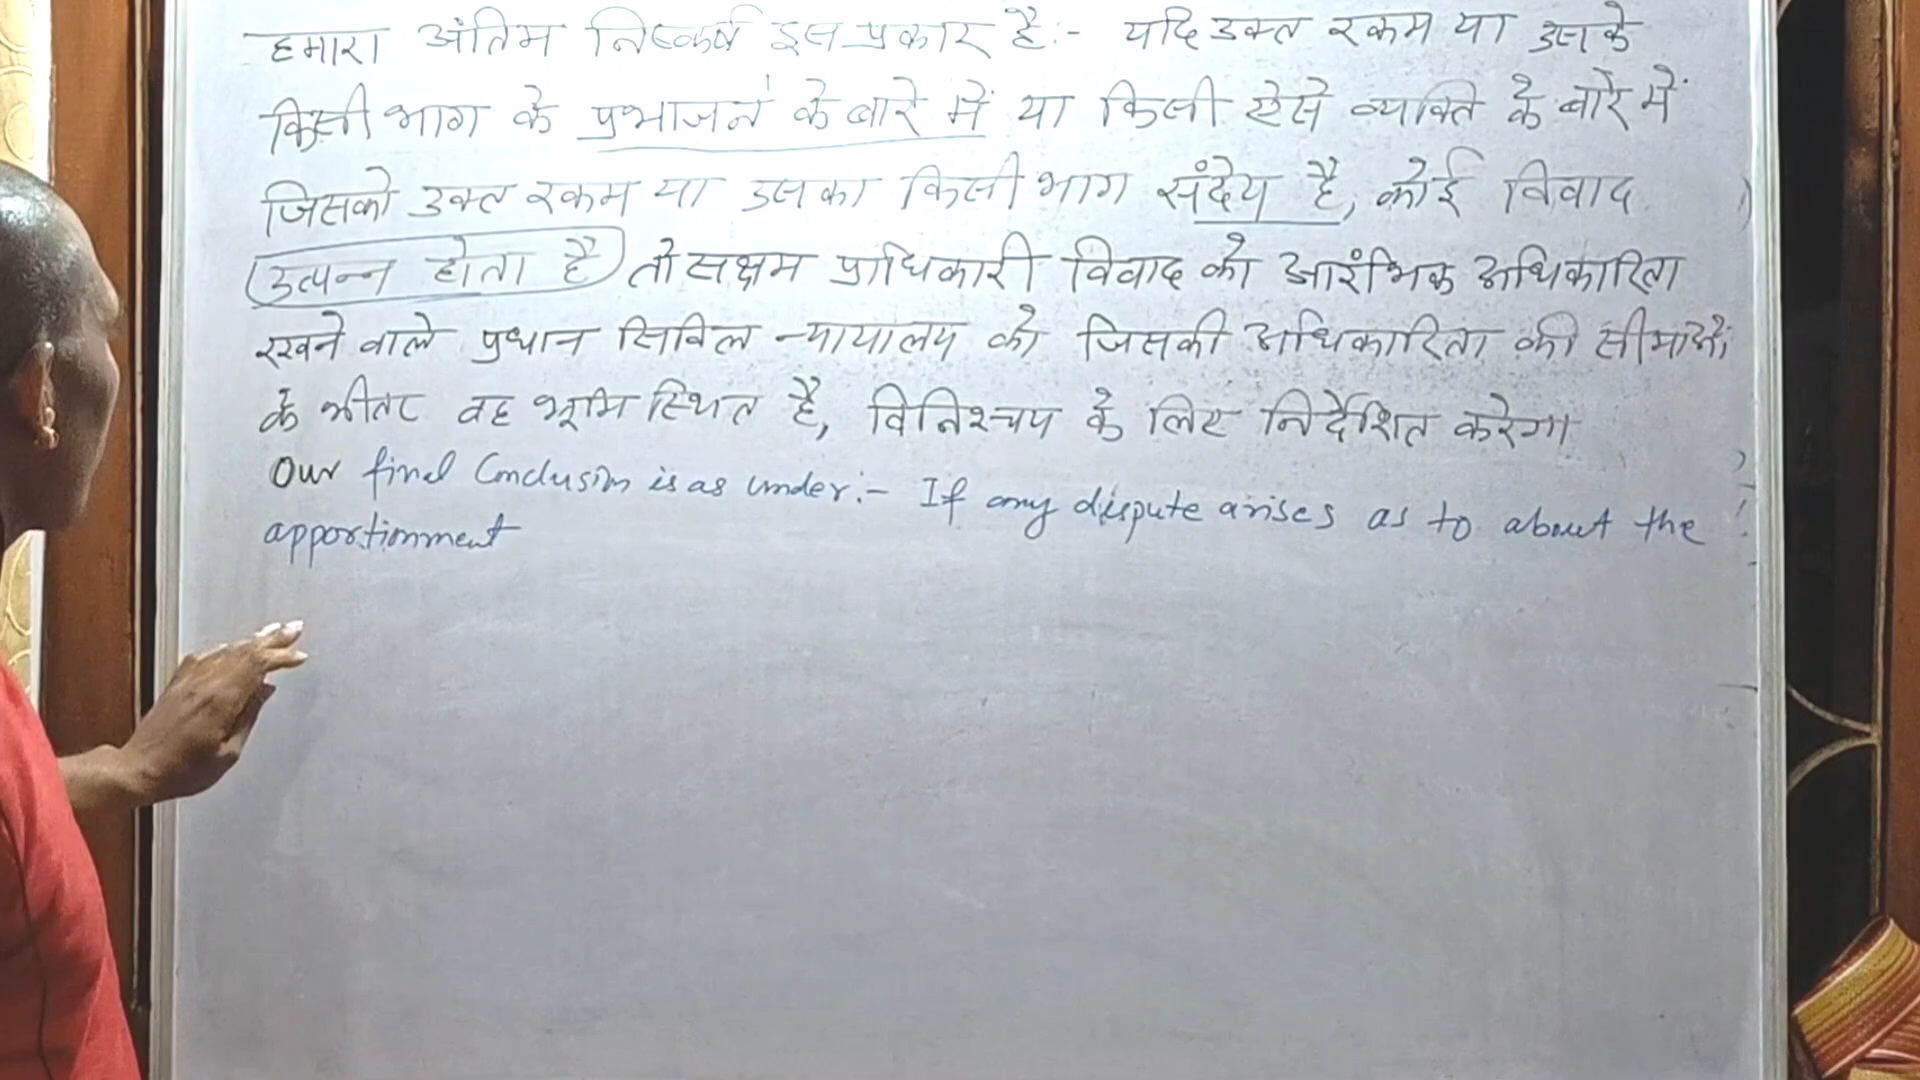 हमारा अंतिम निष्कर्ष इस प्रकार है:- यदि उक्त रकम या उसके
किसी भाग के प्रभाजन के बारे में या किसी ऐसे व्यक्ति के बारे में
जिसको उक्त रकम या उसका किसी भाग संदेय है, कोई विवाद
उत्पन्न होता है तो सक्षम प्राधिकारी विवाद को आरंभिक अधिकारिता
रखने वाले प्रधान सिविल न्यायालय को जिसकी अधिकारिता की सीमाओं
के भीतर वह भूमि स्थित है, विनिश्चय के लिए निर्देशित करेगा
Our final Conclusion is as under:- If any dispute arises as to about the
apportionment